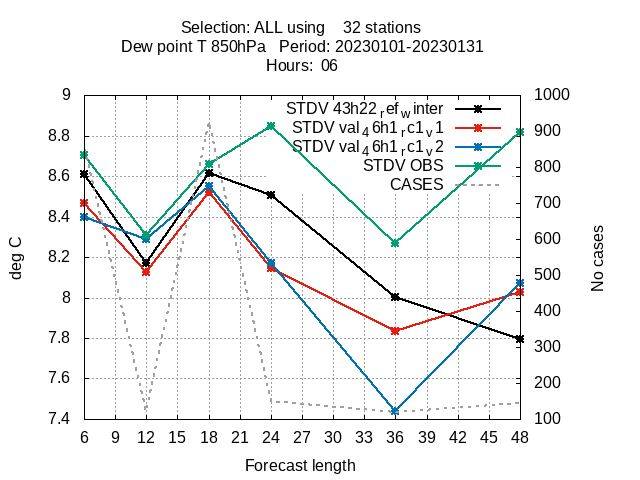 Selection: ALL using    32 stations
Dew point T 850hPa   Period: 20230101-20230131
Hours:  06
STDV 43h22_ref_winter
STDV val_46h1_rc1_v1
STDV val_46h1_rc1_v2
STDV OBS
CASES
9
8.8
8.6
8.4
8.2
8
7.8
7.6
7.4
deg C
1000
900
800
700
600
500
400
300
200
100
No cases
6 9 12 15 18 21 24 27 30 33 36 39 42 45 48
Forecast length